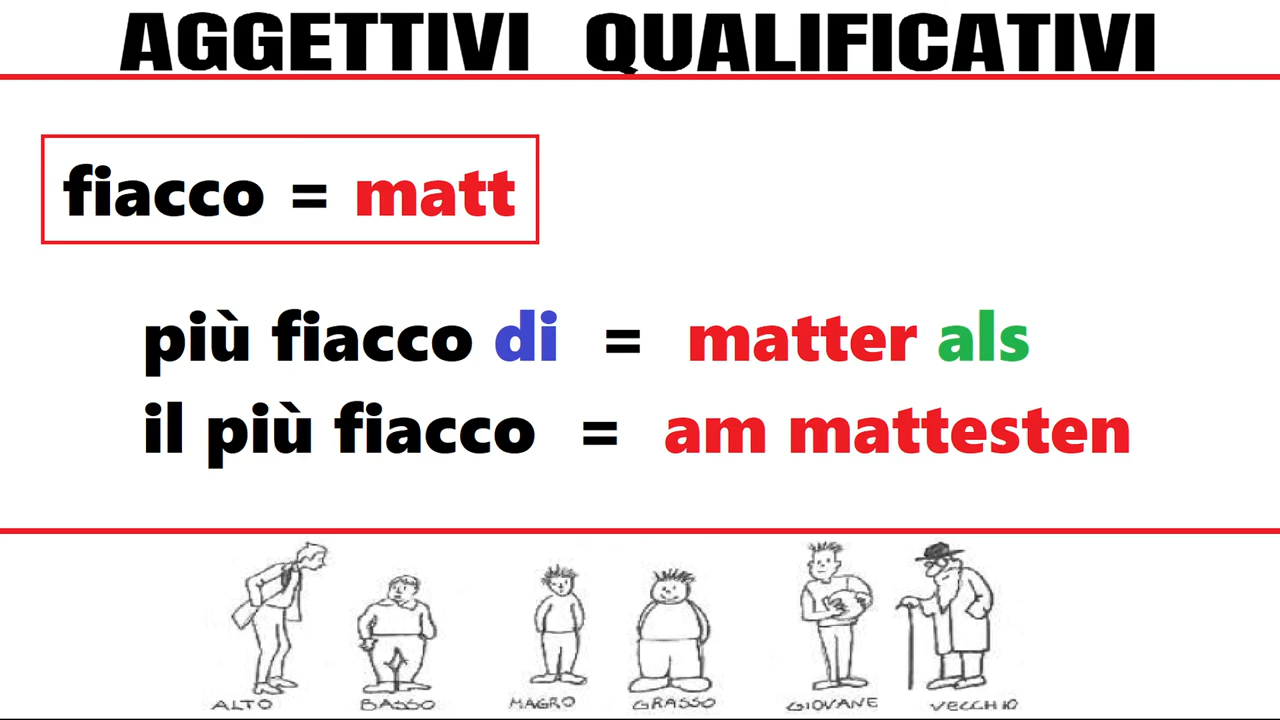 AGGETTIVI QUALIFICATIVI
fiacco = matt
più fiacco di = matter als
il più fiacco = am mattesten
ALTO BASSO MAGRO GRASSO GIOVANE VECCHIO